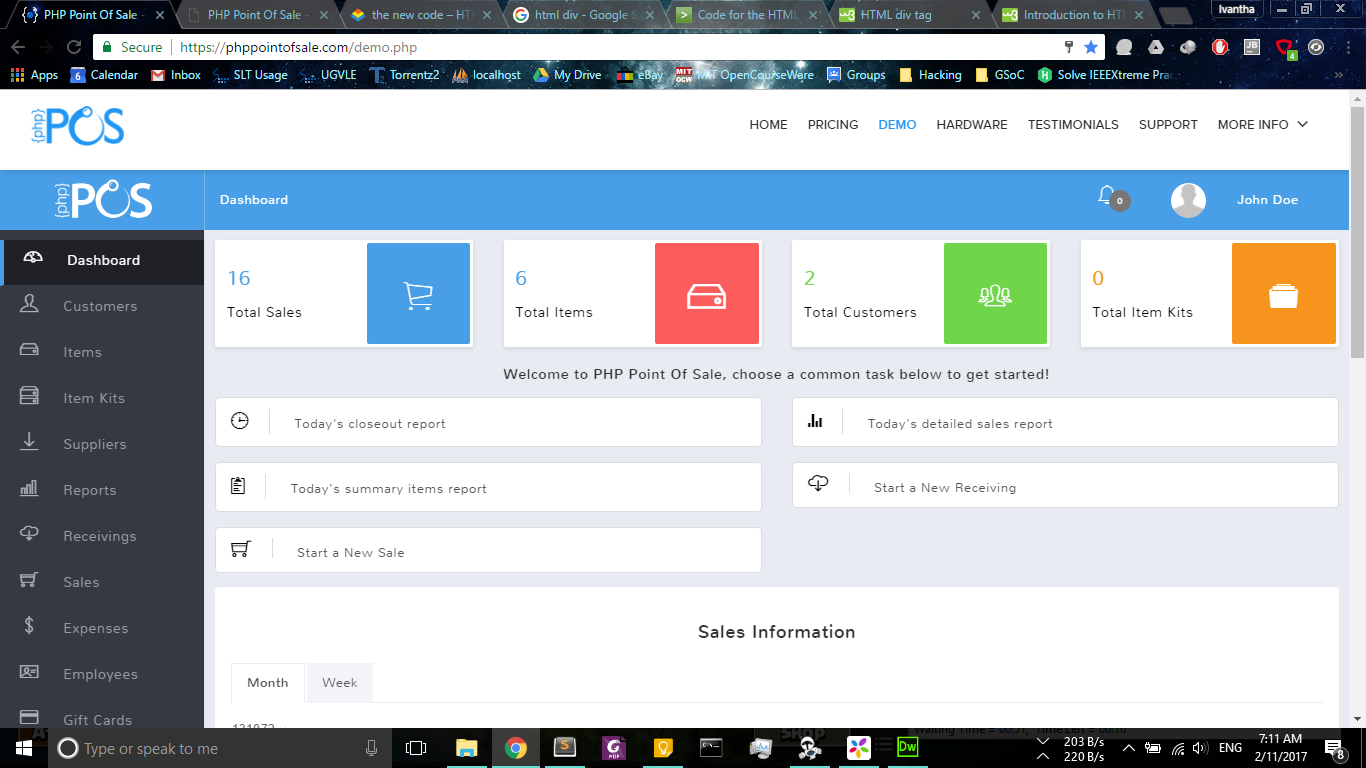 PHP Point Of Sale - PHP Point Of Sale - the new code – HT html div - Google S Code for the HTML HTML div tag Introduction to HT Ivantha
Secure https://phppointofsale.com/demo.php
Apps Calendar Inbox SLT Usage UGVLE Torrentz2 localhost My Drive eBay MIT OpenCourseWare Groups Hacking GSoC Solve IEEEXtreme Prac
{php} POS HOME PRICING DEMO HARDWARE TESTIMONIALS SUPPORT MORE INFO
{php} POS Dashboard 0 John Doe
Dashboard
Customers
Items
Item Kits
Suppliers
Reports
Receivings
Sales
Expenses
Employees
Gift Cards
16 6 2 0
Total Sales Total Items Total Customers Total Item Kits
Welcome to PHP Point Of Sale, choose a common task below to get started!
Today's closeout report Today's detailed sales report
Today's summary items report Start a New Receiving
Start a New Sale
Sales Information
Month Week
Type or speak to me 203 B/s 220 B/s ENG 7:11 AM 2/11/2017 8